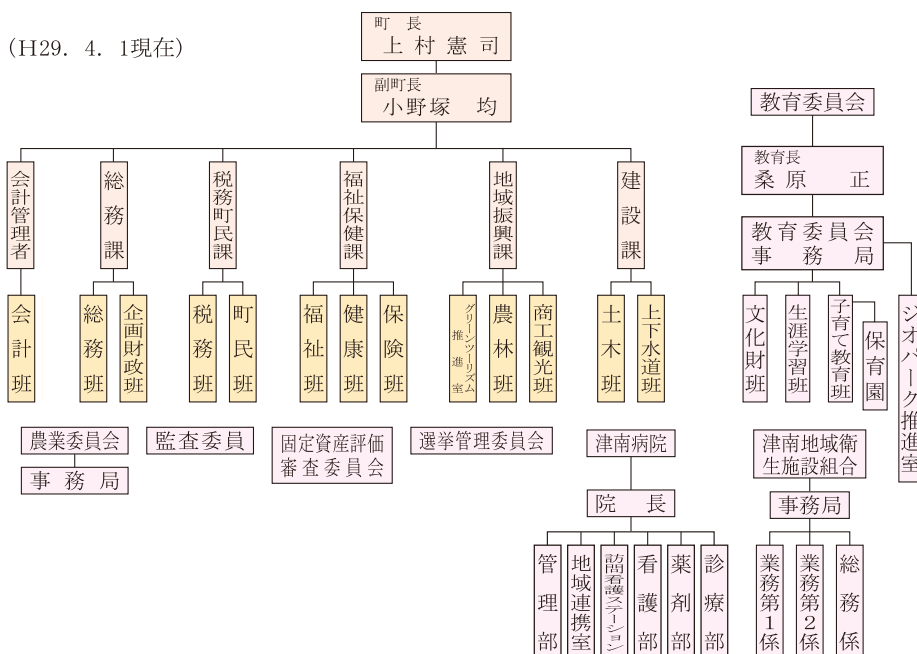 (H29. 4. 1現在)
町 長
上 村 憲 司
副町長
小野塚 均
会計管理者
総務課
税務町民課
福祉保健課
地域振興課
建設課
会計班
総務班
企画財政班
税務班
町民班
福祉班
健康班
保険班
グリーンツーリズム
推進室
農林班
商工観光班
土木班
上下水道班
教育委員会
教育長
桑 原 正
教育委員会
事 務 局
文化財班
生涯学習班
子育て教育班
保育園
ジオパーク推進室
農業委員会
事 務 局
監査委員
固定資産評価
審査委員会
選挙管理委員会
津南病院
院 長
管理部
地域連携室
訪問看護ステーション
看護部
薬剤部
診療部
津南地域衛
生施設組合
事務局
業務第1係
業務第2係
総務係